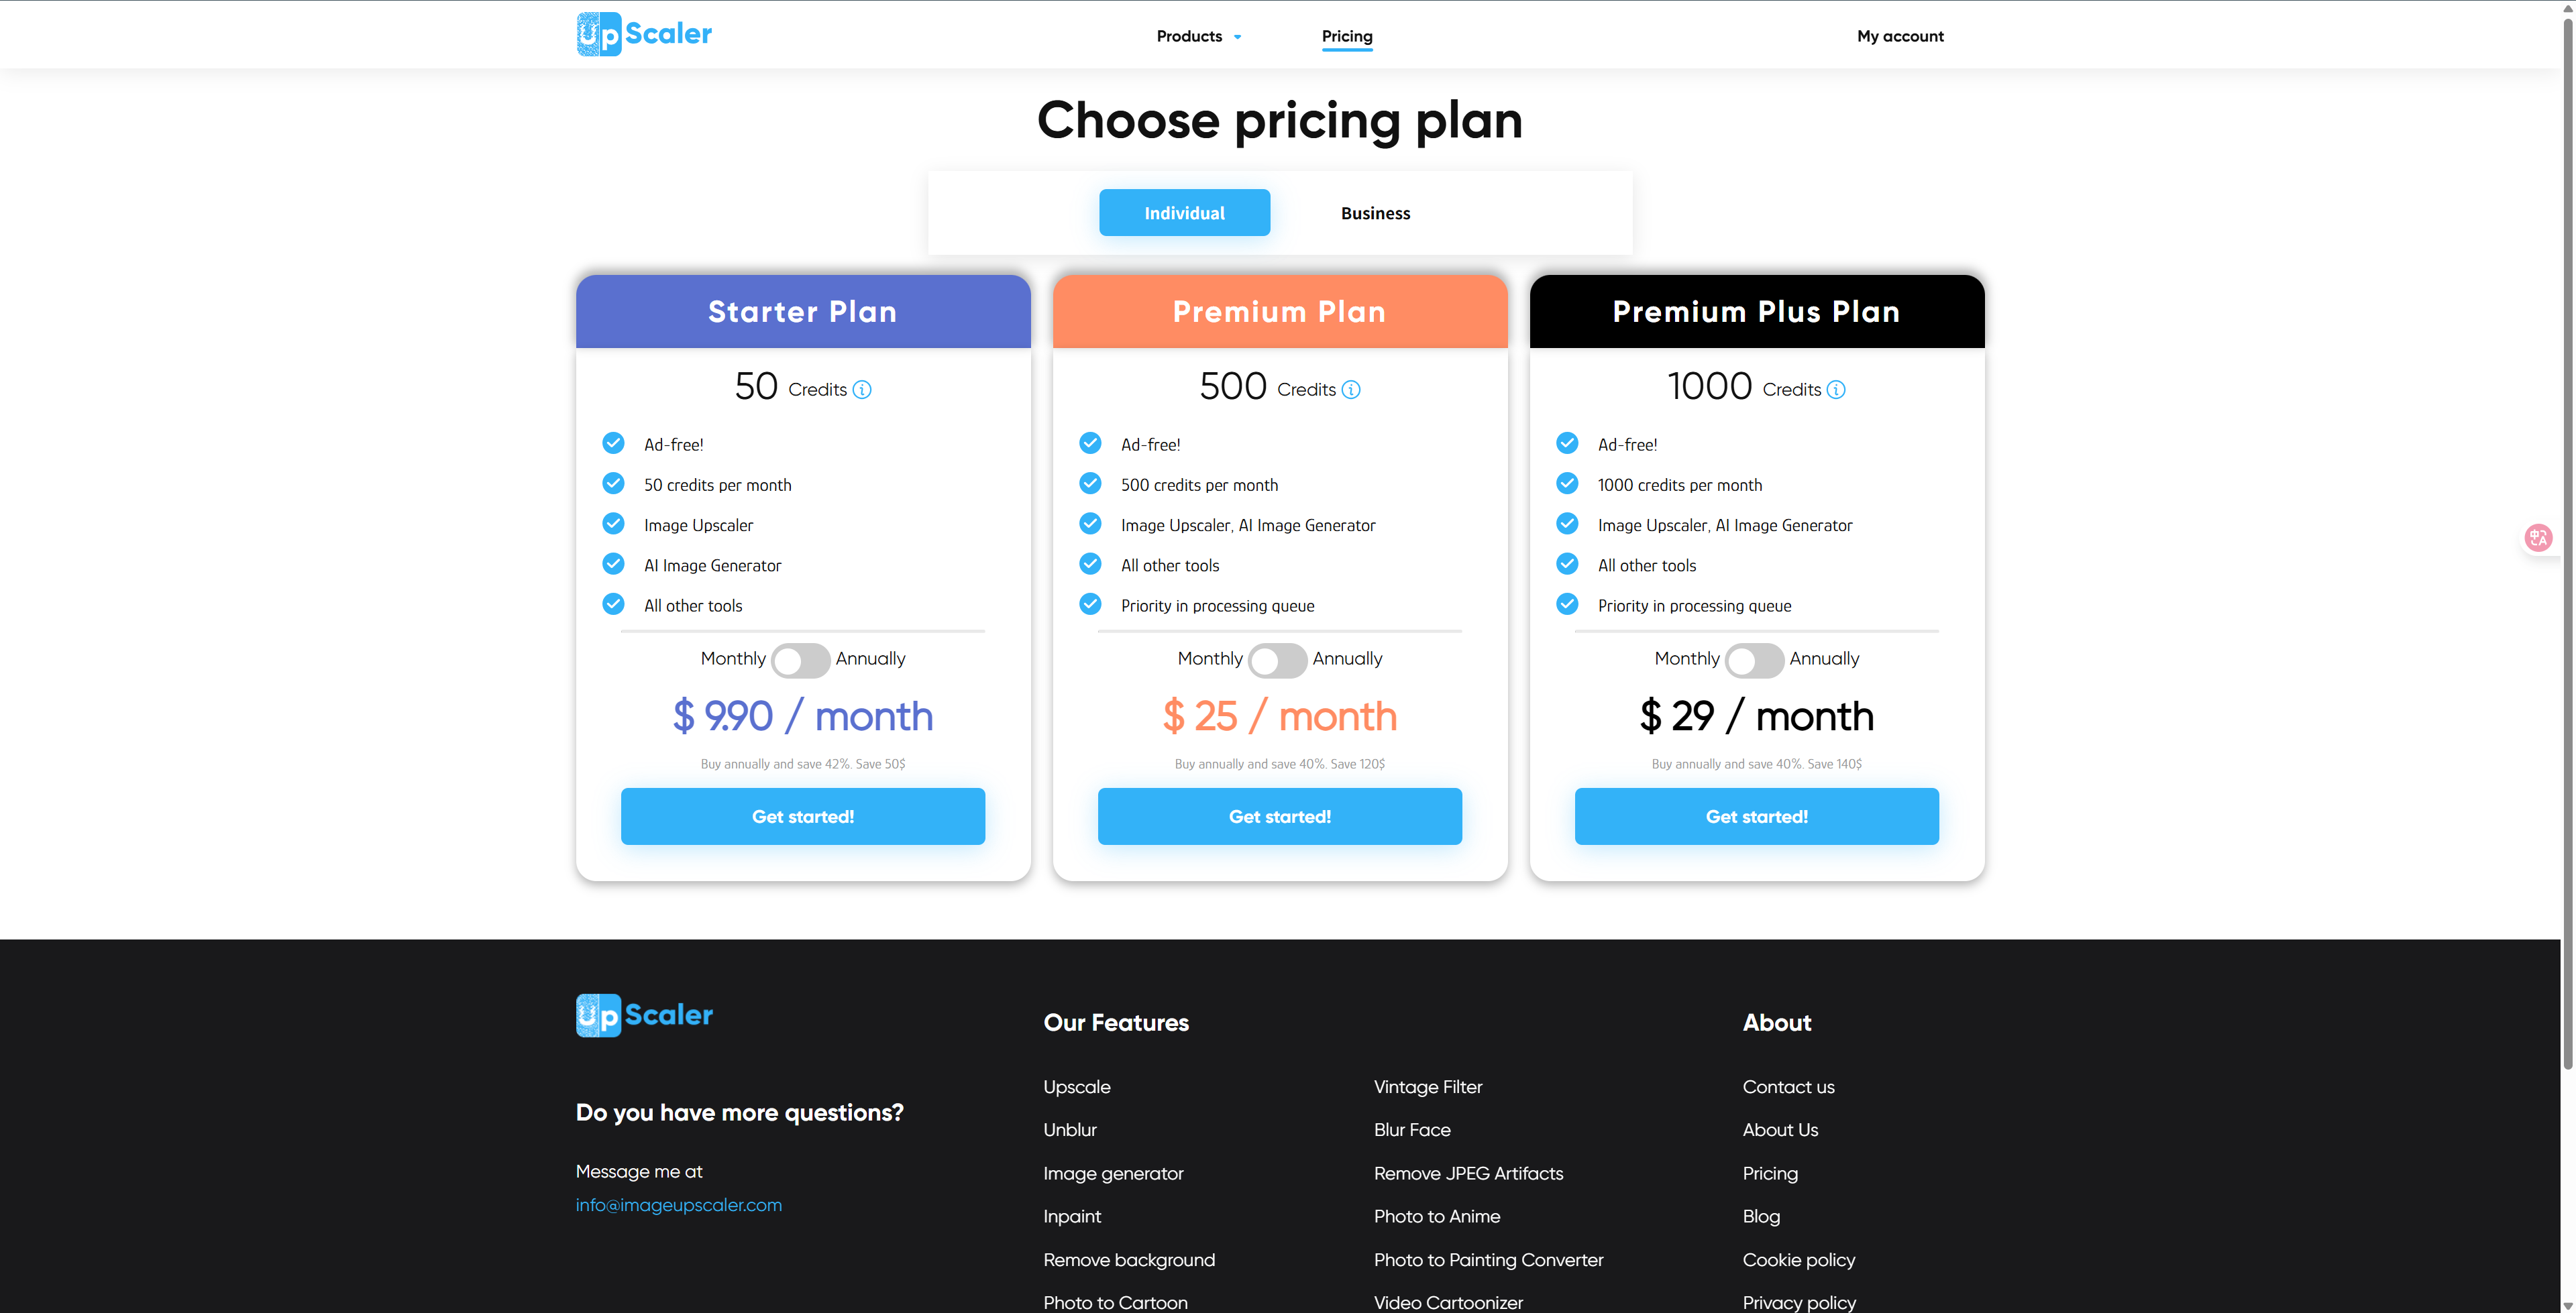 Up Scaler
Products
Pricing
My account
Choose pricing plan
Individual
Business
Starter Plan
50 Credits
Ad-free!
50 credits per month
Image Upscaler
AI Image Generator
All other tools
Monthly Annually
$ 9.90 / month
Buy annually and save 42%. Save 50$
Get started!
Premium Plan
500 Credits
Ad-free!
500 credits per month
Image Upscaler, AI Image Generator
All other tools
Priority in processing queue
Monthly Annually
$ 25 / month
Buy annually and save 40%. Save 120$
Get started!
Premium Plus Plan
1000 Credits
Ad-free!
1000 credits per month
Image Upscaler, AI Image Generator
All other tools
Priority in processing queue
Monthly Annually
$ 29 / month
Buy annually and save 40%. Save 140$
Get started!
中A
Up Scaler
Do you have more questions?
Message me at
info@imageupscaler.com
Our Features
Upscale
Unblur
Image generator
Inpaint
Remove background
Photo to Cartoon
Vintage Filter
Blur Face
Remove JPEG Artifacts
Photo to Anime
Photo to Painting Converter
Video Cartoonizer
About
Contact us
About Us
Pricing
Blog
Cookie policy
Privacy policy